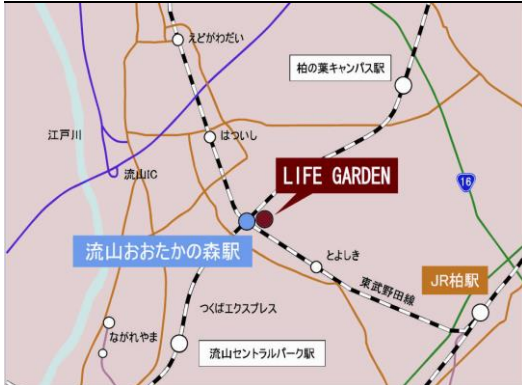 えどがわだい
柏の葉キャンパス駅
江戸川
はついし
流山IC
LIFE GARDEN
16
流山おおたかの森駅
とよしき
東武野田線
JR柏駅
つくばエクスプレス
ながれやま
流山セントラルパーク駅